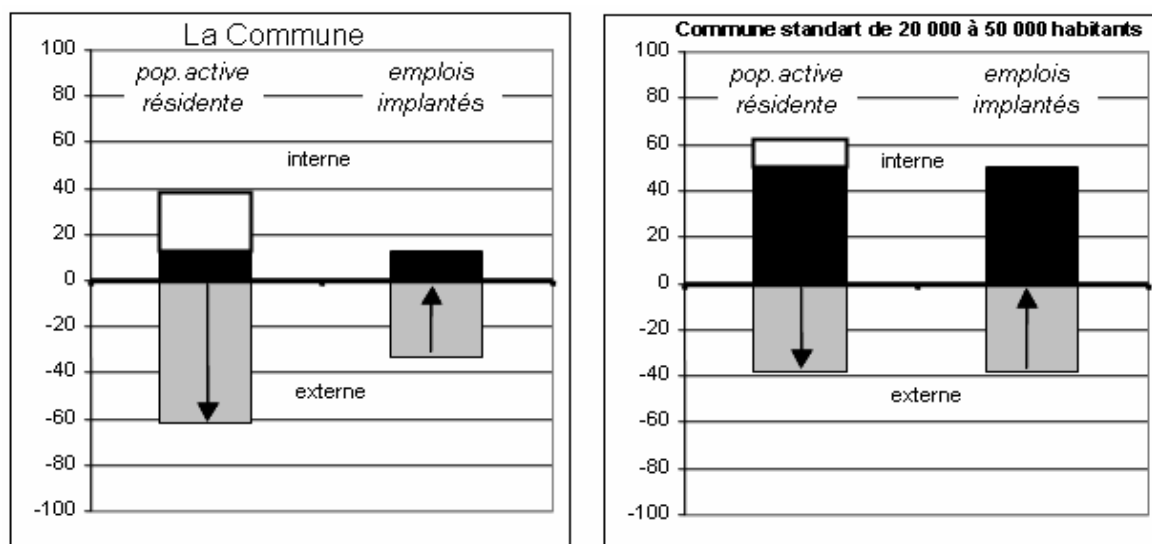 La Commune
100
80
60
40
20
0
-20
-40
-60
-80
-100
pop.active
résidente
emplois
implantés
interne
externe
Commune standart de 20 000 à 50 000 habitants
100
80
60
40
20
0
-20
-40
-60
-80
-100
pop.active
résidente
emplois
implantés
interne
externe